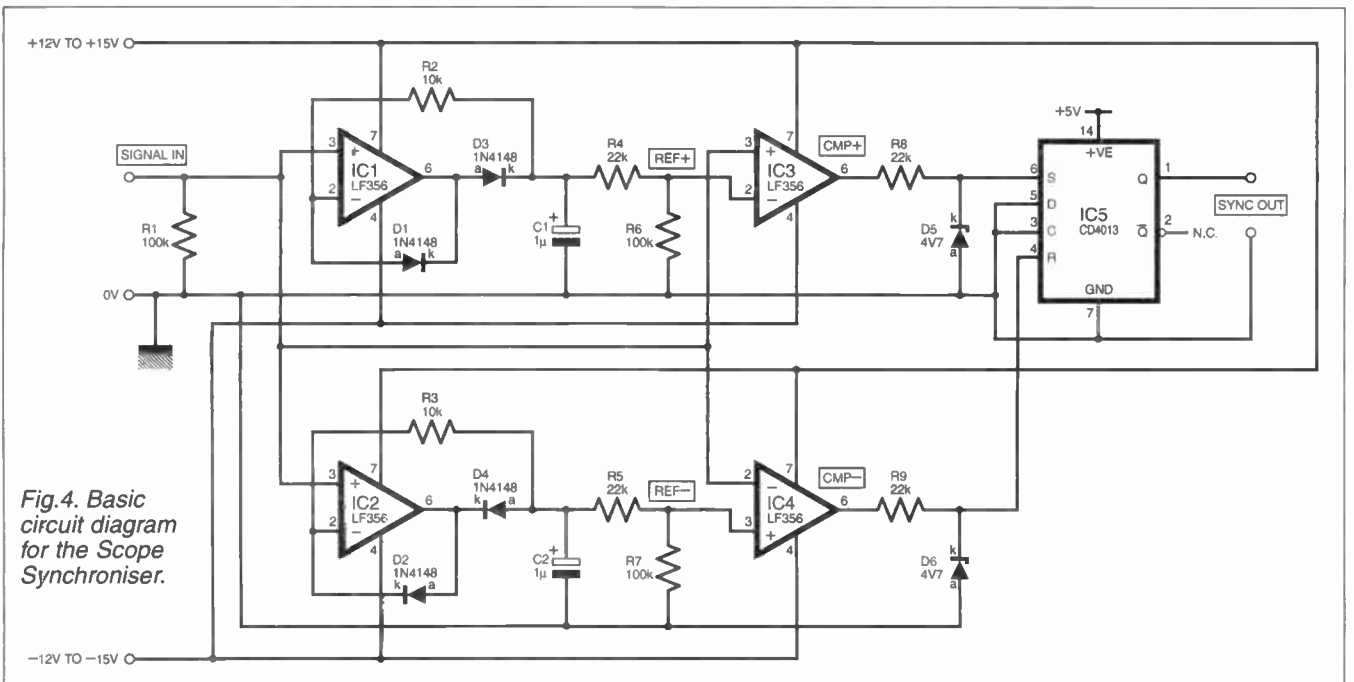 +12V TO +15V
SIGNAL IN
R1
100k
0V
R2
10k
3
2
+
−
7
IC1
LF356
6
4
D1
1N4148
a
k
D3
1N4148
a
k
C1
1µ
+
R4
22k
REF+
R6
100k
3
2
+
−
7
IC3
LF356
6
4
CMP+
R8
22k
D5
4V7
k
a
+5V
14
+VE
6
S
5
D
3
C
4
R
IC5
CD4013
Q
1
Q̅
2
N.C.
GND
7
SYNC OUT
R3
10k
3
2
+
−
7
IC2
LF356
6
4
D2
1N4148
k
a
D4
1N4148
k
a
C2
1µ
+
R5
22k
REF−
R7
100k
2
3
−
+
7
IC4
LF356
6
4
CMP−
R9
22k
D6
4V7
k
a
Fig.4. Basic
circuit diagram
for the Scope
Synchroniser.
−12V TO −15V